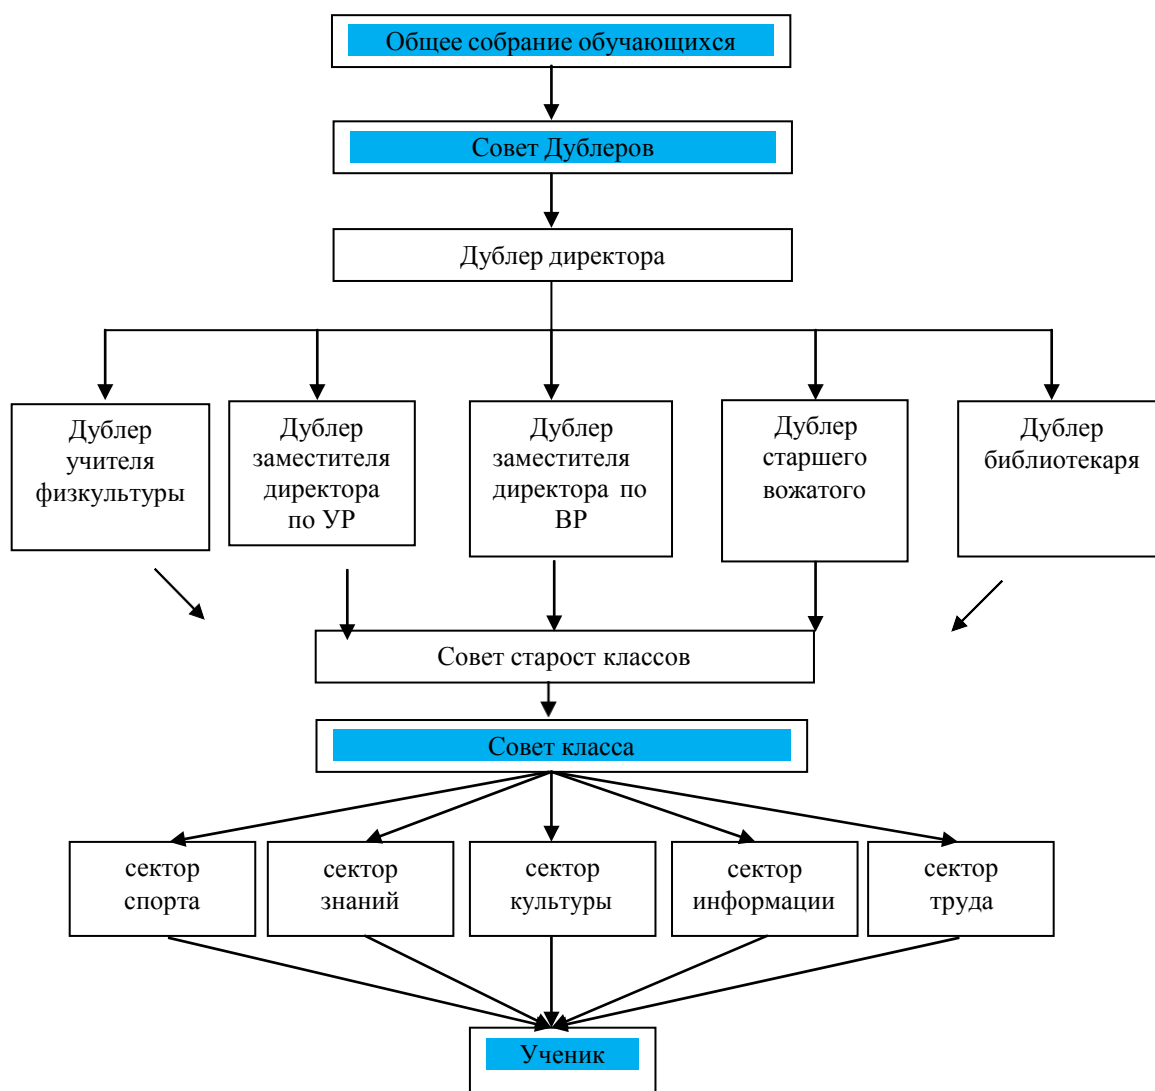 Общее собрание обучающихся
Совет Дублеров
Дублер директора
Дублер
учителя
физкультуры
Дублер
заместителя
директора
по УР
Дублер
заместителя
директора по
ВР
Дублер
старшего
вожатого
Дублер
библиотекаря
Совет старост классов
Совет класса
сектор
спорта
сектор
знаний
сектор
культуры
сектор
информации
сектор
труда
Ученик